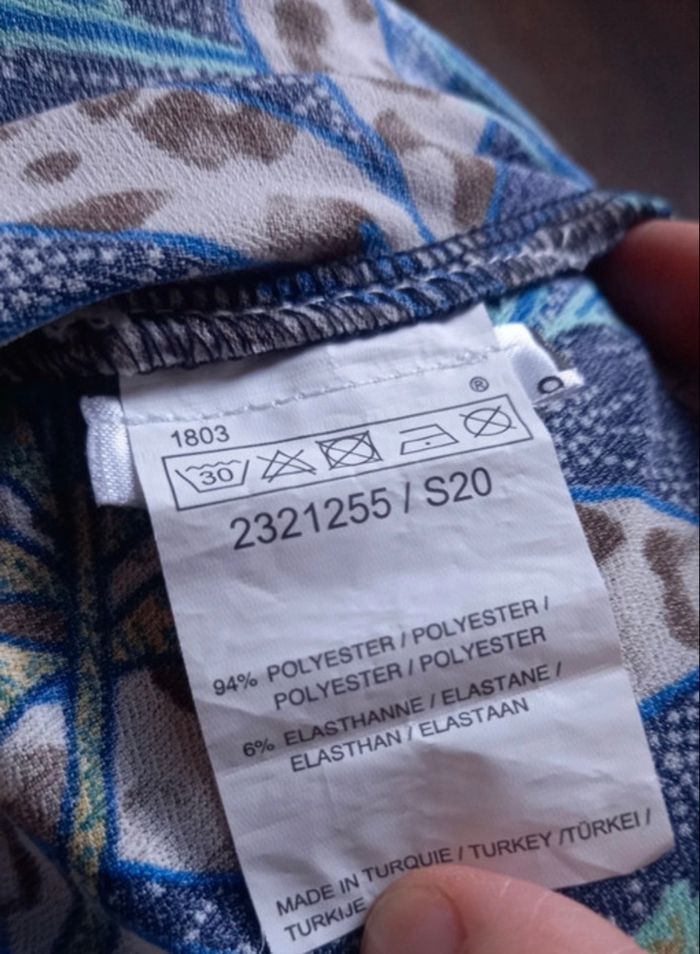 ®
1803
30
2321255 / S20
94% POLYESTER / POLYESTER /
POLYESTER / POLYESTER
6% ELASTHANNE / ELASTANE /
ELASTHAN / ELASTAAN
MADE IN TURQUIE / TURKEY /TÜRKEI /
TURKIJE